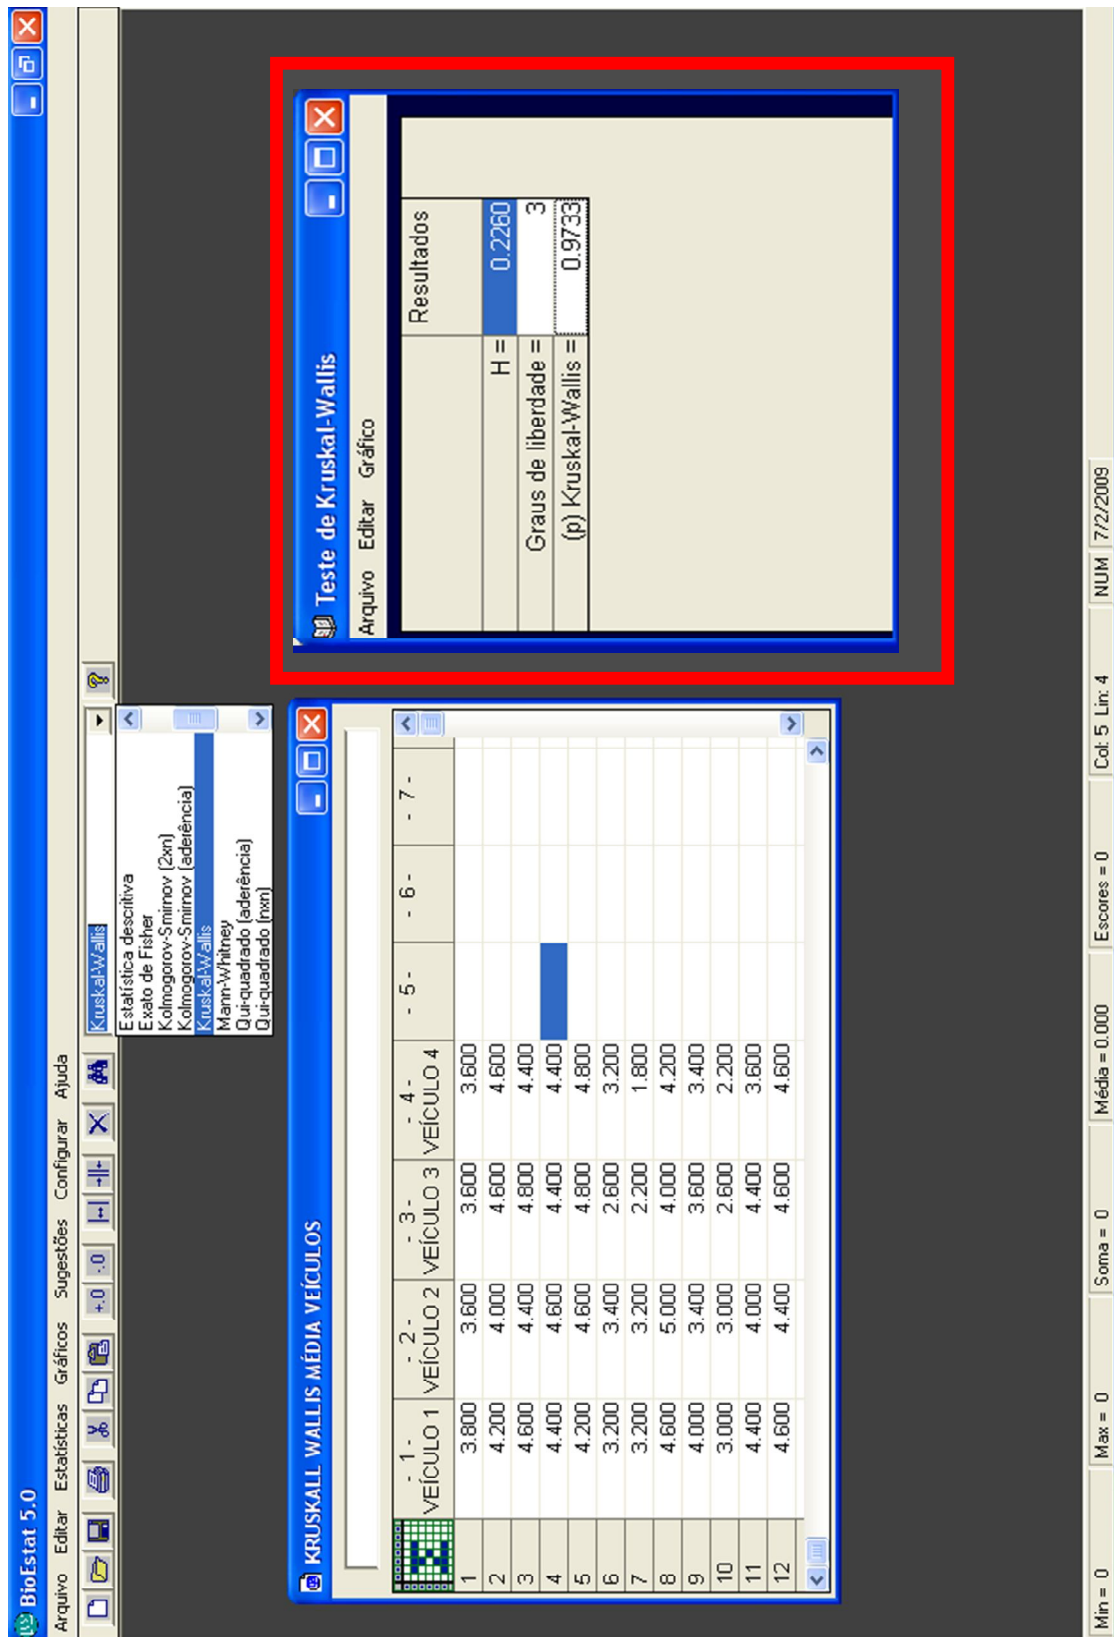 BioEstat 5.0
Arquivo Editar Estatísticas Gráficos Sugestões Configurar Ajuda
+.0 -.0 Kruskal-Wallis
Estatística descritiva
Exato de Fisher
Kolmogorov-Smirnov (2xn)
Kolmogorov-Smirnov (aderência)
Kruskal-Wallis
Mann-Whitney
Qui-quadrado (aderência)
Qui-quadrado (nxn)
KRUSKALL WALLIS MÉDIA VEÍCULOS
- 1 - - 2 - - 3 - - 4 - - 5 - - 6 - - 7 -
VEÍCULO 1 VEÍCULO 2 VEÍCULO 3 VEÍCULO 4
1 3.800 3.600 3.600 3.600
2 4.200 4.000 4.600 4.600
3 4.600 4.400 4.800 4.400
4 4.400 4.600 4.400 4.400
5 4.200 4.600 4.800 4.800
6 3.200 3.400 2.600 3.200
7 3.200 3.200 2.200 1.800
8 4.600 5.000 4.000 4.200
9 4.000 3.400 3.600 3.400
10 3.000 3.000 2.600 2.200
11 4.400 4.000 4.400 3.600
12 4.600 4.400 4.600 4.600
Teste de Kruskal-Wallis
Arquivo Editar Gráfico
Resultados
H = 0.2260
Graus de liberdade = 3
(p) Kruskal-Wallis = 0.9733
Min = 0 Max = 0 Soma = 0 Média = 0.000 Escores = 0 Col: 5 Lin: 4 NUM 7/2/2009